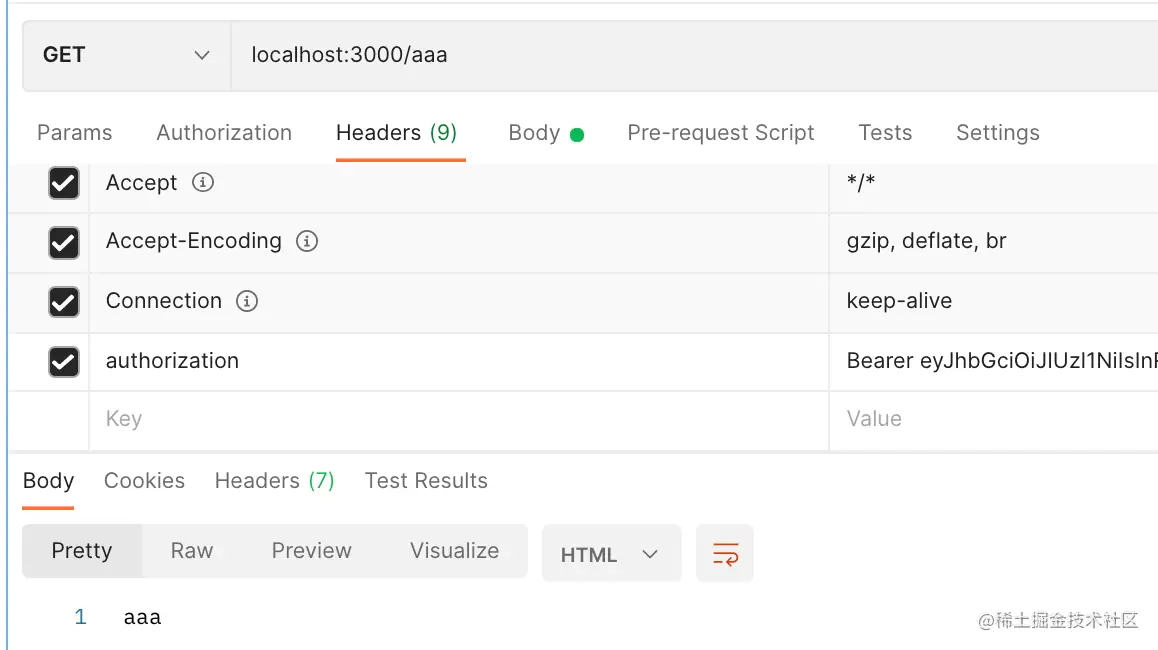 GET localhost:3000/aaa
Params Authorization Headers (9) Body Pre-request Script Tests Settings
Accept */*
Accept-Encoding gzip, deflate, br
Connection keep-alive
authorization Bearer
Key Value
Body Cookies Headers (7) Test Results
Pretty Raw Preview Visualize HTML
1 aaa
@稀土掘金技术社区